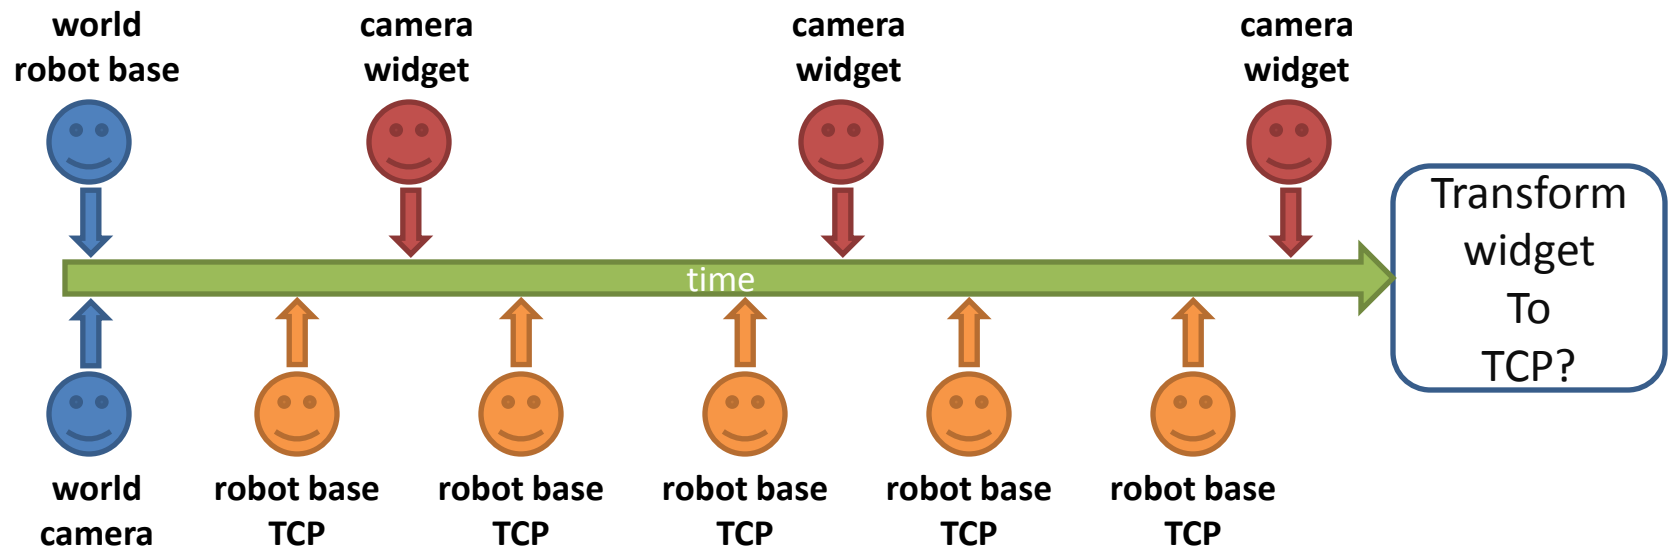 world
robot base
camera
widget
camera
widget
camera
widget
time
Transform
widget
To
TCP?
world
camera
robot base
TCP
robot base
TCP
robot base
TCP
robot base
TCP
robot base
TCP